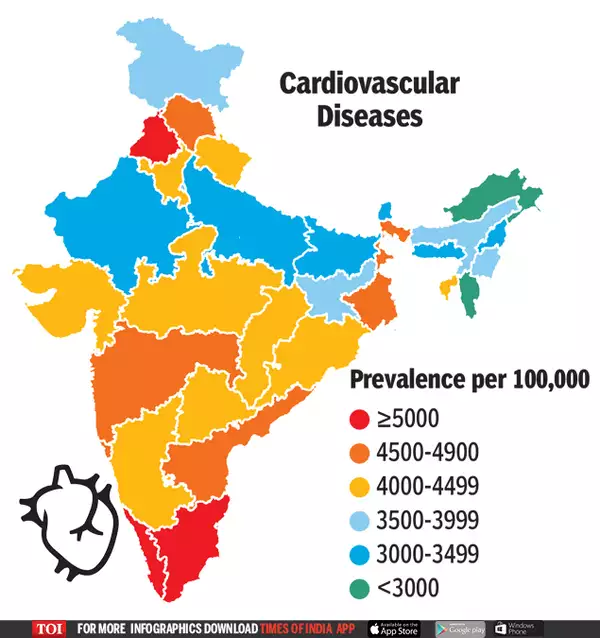 Cardiovascular
Diseases
Prevalence per 100,000
≥5000
4500-4900
4000-4499
3500-3999
3000-3499
<3000
TOI FOR MORE INFOGRAPHICS DOWNLOAD TIMES OF INDIA APP Available on the App Store Google play Windows Phone